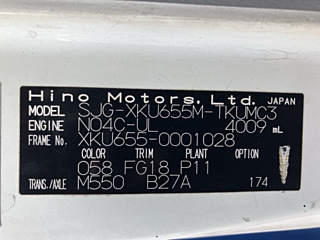 Hino Motors, Ltd. JAPAN
MODEL SJG-XKU655M-TKUMC3
ENGINE N04C-UL 4009 mL
FRAME No. XKU655-0001028
COLOR TRIM PLANT OPTION
058 FG18 P11
TRANS./AXLE M550 B27A 174